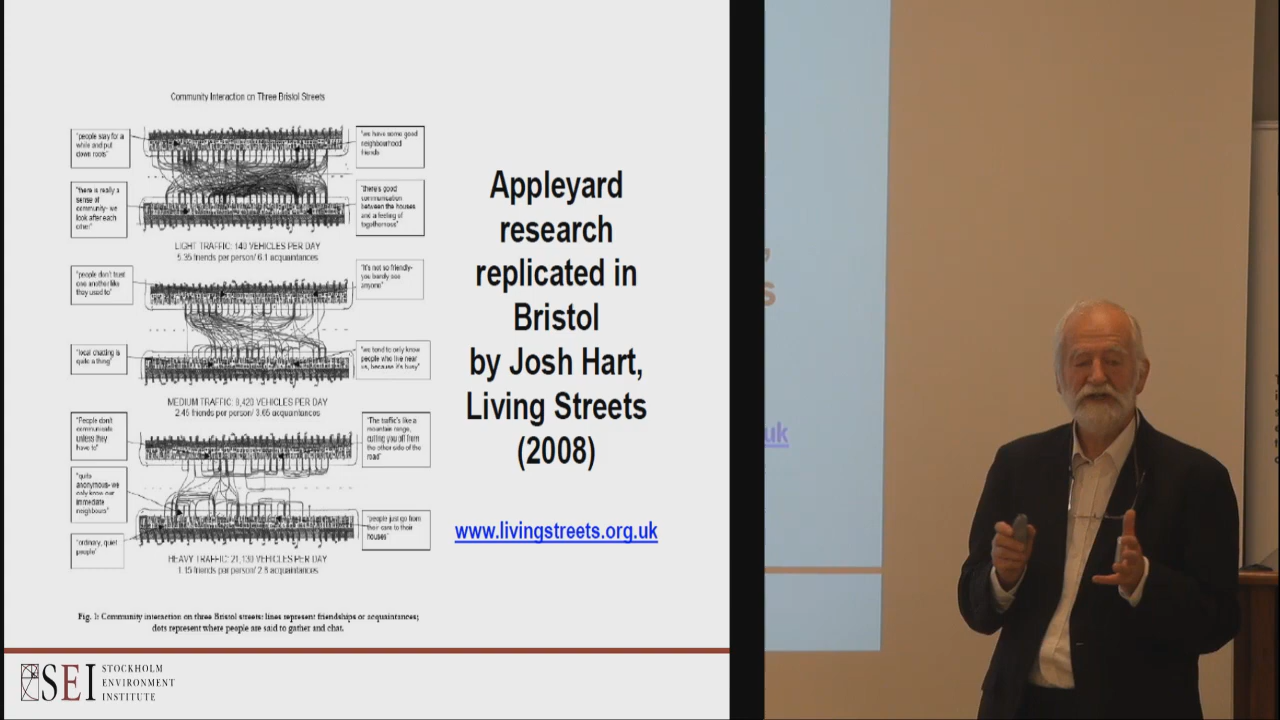 Community Interaction on Three Bristol Streets
"people stay for a
while and put
down roots"
"we have some good
neighbourhood
friends
"there is really a
sense of
community- we
look after each
other"
"there's good
communication
between the houses
and a feeling of
togetherness"
LIGHT TRAFFIC: 140 VEHICLES PER DAY
5.35 friends per person/ 6.1 acquaintances
"people don't trust
one another like
they used to"
"it's not so friendly-
you barely see
anyone"
"local chatting is
quite a thing"
"we tend to only know
people who live near
us, because it's busy"
MEDIUM TRAFFIC: 8,420 VEHICLES PER DAY
2.45 friends per person/ 3.65 acquaintances
"People don't
communicate
unless they
have to"
"The traffic's like a
mountain range,
cutting you off from
the other side of the
road"
"quite
anonymous- we
only know our
immediate
neighbours"
"people just go from
their cars to their
houses"
"ordinary, quiet
people"
HEAVY TRAFFIC: 21,130 VEHICLES PER DAY
1.15 friends per person/ 2.8 acquaintances
Fig. 1: Community interaction on three Bristol streets: lines represent friendships or acquaintances;
dots represent where people are said to gather and chat.
Appleyard
research
replicated in
Bristol
by Josh Hart,
Living Streets
(2008)
www.livingstreets.org.uk
SEI STOCKHOLM
ENVIRONMENT
INSTITUTE
uk